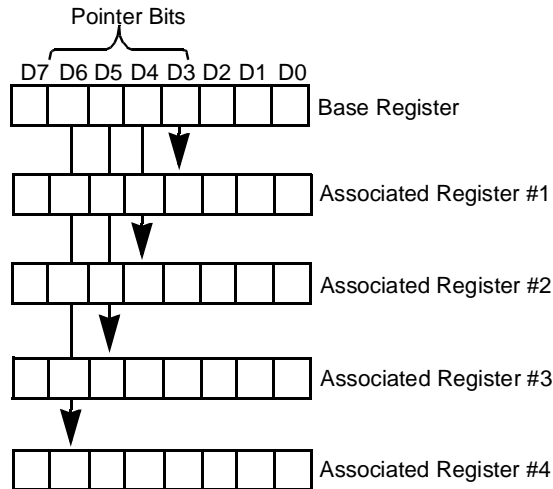 Pointer Bits
D7 D6 D5 D4 D3 D2 D1 D0
Base Register
Associated Register #1
Associated Register #2
Associated Register #3
Associated Register #4